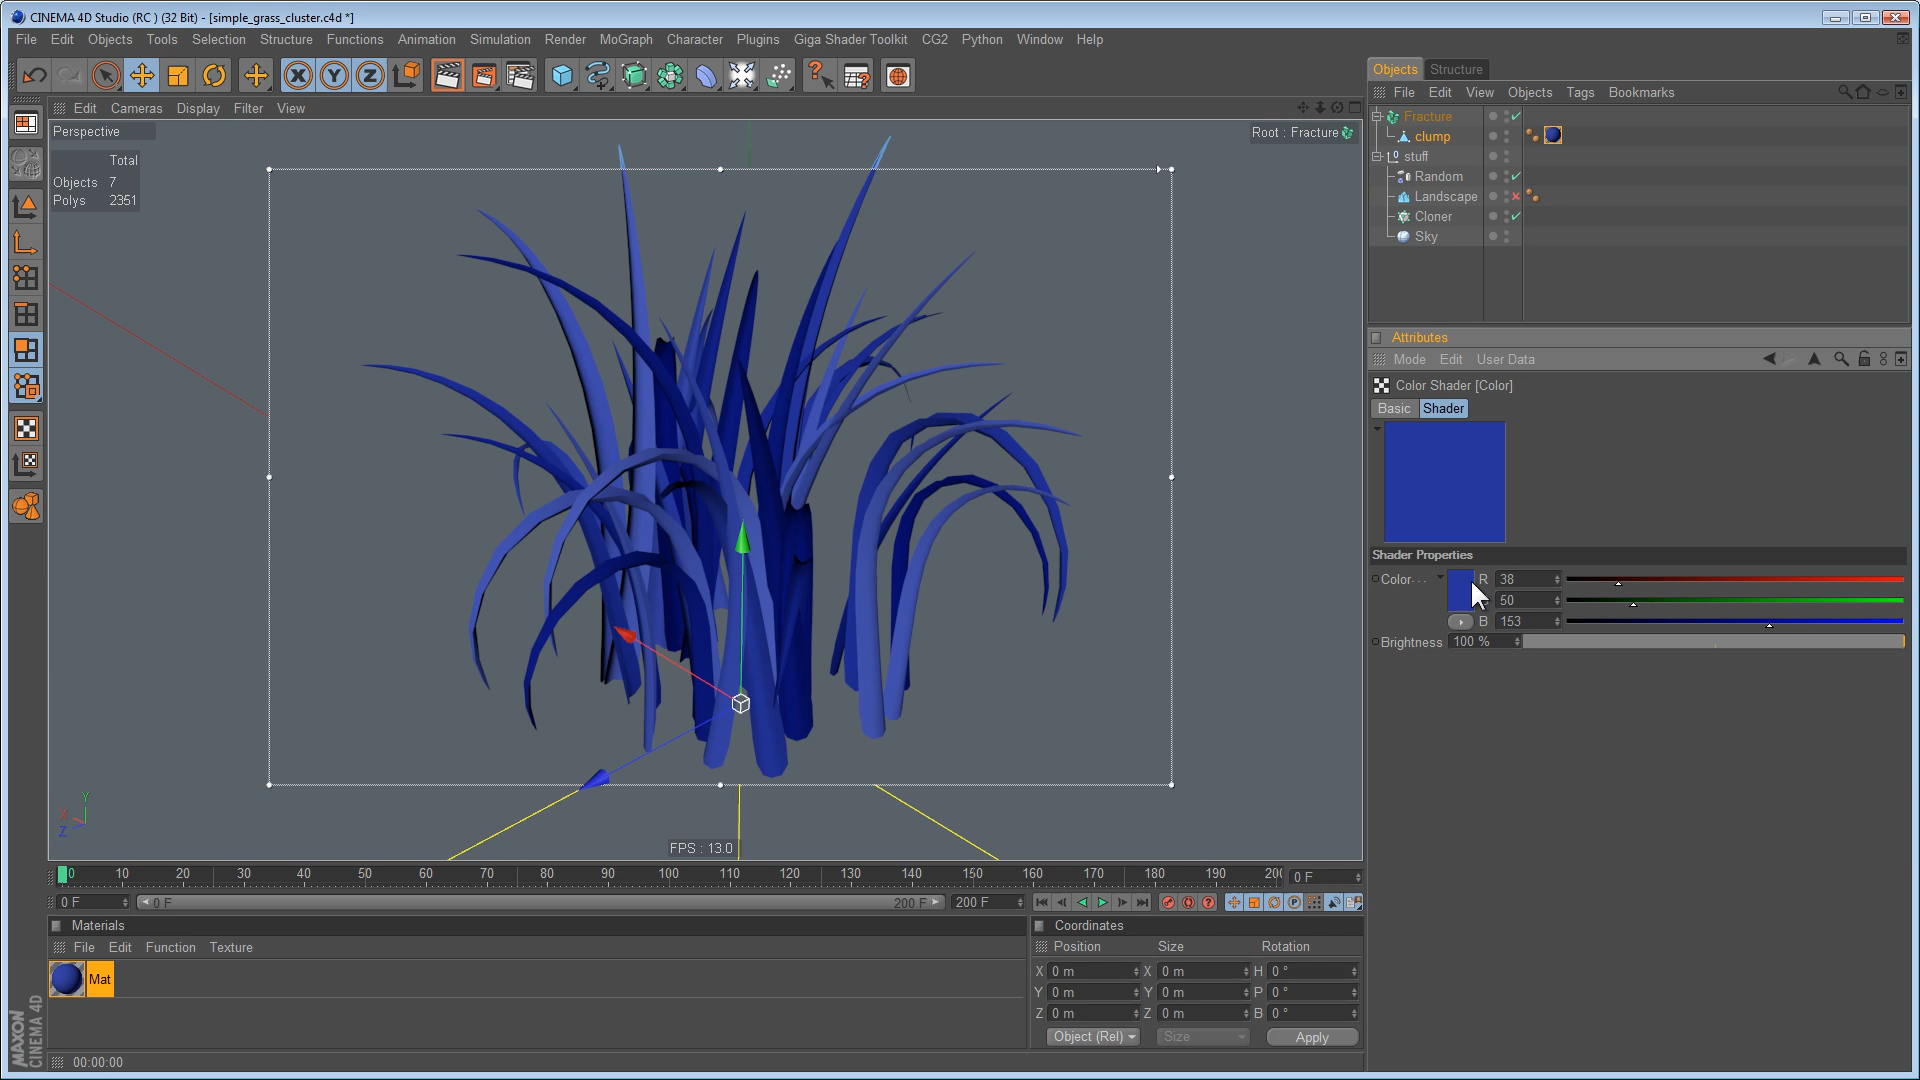 CINEMA 4D Studio (RC ) (32 Bit) - [simple_grass_cluster.c4d *]
File Edit Objects Tools Selection Structure Functions Animation Simulation Render MoGraph Character Plugins Giga Shader Toolkit CG2 Python Window Help
X Y Z
Objects Structure
File Edit View Objects Tags Bookmarks
Edit Cameras Display Filter View
Perspective
Root : Fracture
Total
Objects 7
Polys 2351
Fracture
clump
stuff
Random
Landscape
Cloner
Sky
Attributes
Mode Edit User Data
Color Shader [Color]
Basic Shader
Shader Properties
Color. . . R 38
50
B 153
Brightness 100 %
Y
X
Z
FPS : 13.0
0 10 20 30 40 50 60 70 80 90 100 110 120 130 140 150 160 170 180 190 200 0 F
0 F 0 F 200 F 200 F
Materials
File Edit Function Texture
Mat
Coordinates
Position Size Rotation
X 0 m X 0 m H 0 °
Y 0 m Y 0 m P 0 °
Z 0 m Z 0 m B 0 °
Object (Rel) Size Apply
MAXON
CINEMA 4D
00:00:00